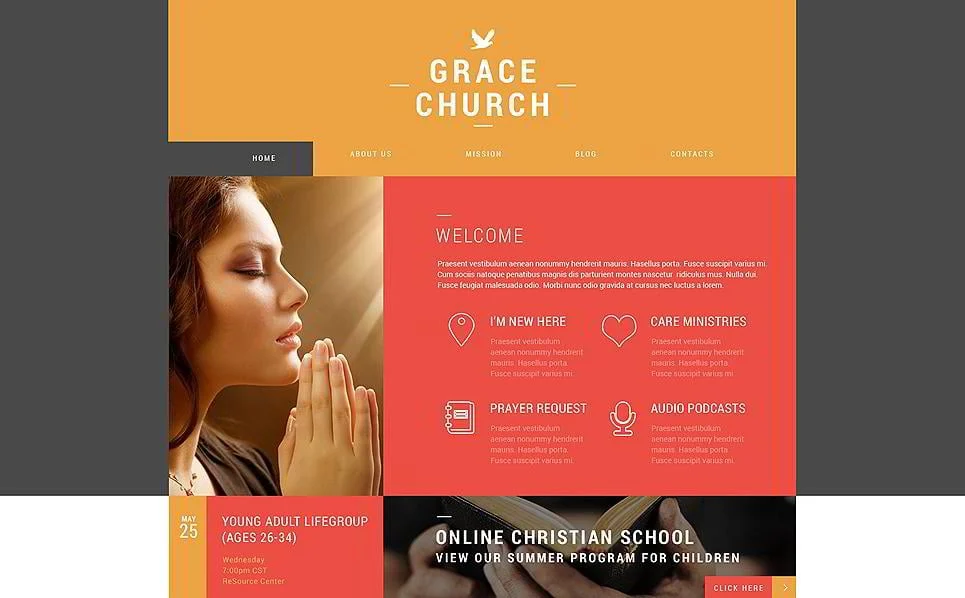 GRACE
CHURCH
HOME
ABOUT US
MISSION
BLOG
CONTACTS
WELCOME
Praesent vestibulum aenean nonummy hendrerit mauris. Hasellus porta. Fusce suscipit varius mi.
Cum sociis natoque penatibus magnis dis parturient montes nascetur ridiculus mus. Nulla dui.
Fusce feugiat malesuada odio. Morbi nunc odio gravida at cursus nec luctus a lorem.
I'M NEW HERE
Praesent vestibulum
aenean nonummy hendrerit
mauris. Hasellus porta.
Fusce suscipit varius mi.
CARE MINISTRIES
Praesent vestibulum
aenean nonummy hendrerit
mauris. Hasellus porta.
Fusce suscipit varius mi.
PRAYER REQUEST
Praesent vestibulum
aenean nonummy hendrerit
mauris. Hasellus porta.
Fusce suscipit varius mi.
AUDIO PODCASTS
Praesent vestibulum
aenean nonummy hendrerit
mauris. Hasellus porta.
Fusce suscipit varius mi.
MAY
25
YOUNG ADULT LIFEGROUP
(AGES 26-34)
Wednesday
7:00pm CST
ReSource Center
ONLINE CHRISTIAN SCHOOL
VIEW OUR SUMMER PROGRAM FOR CHILDREN
CLICK HERE